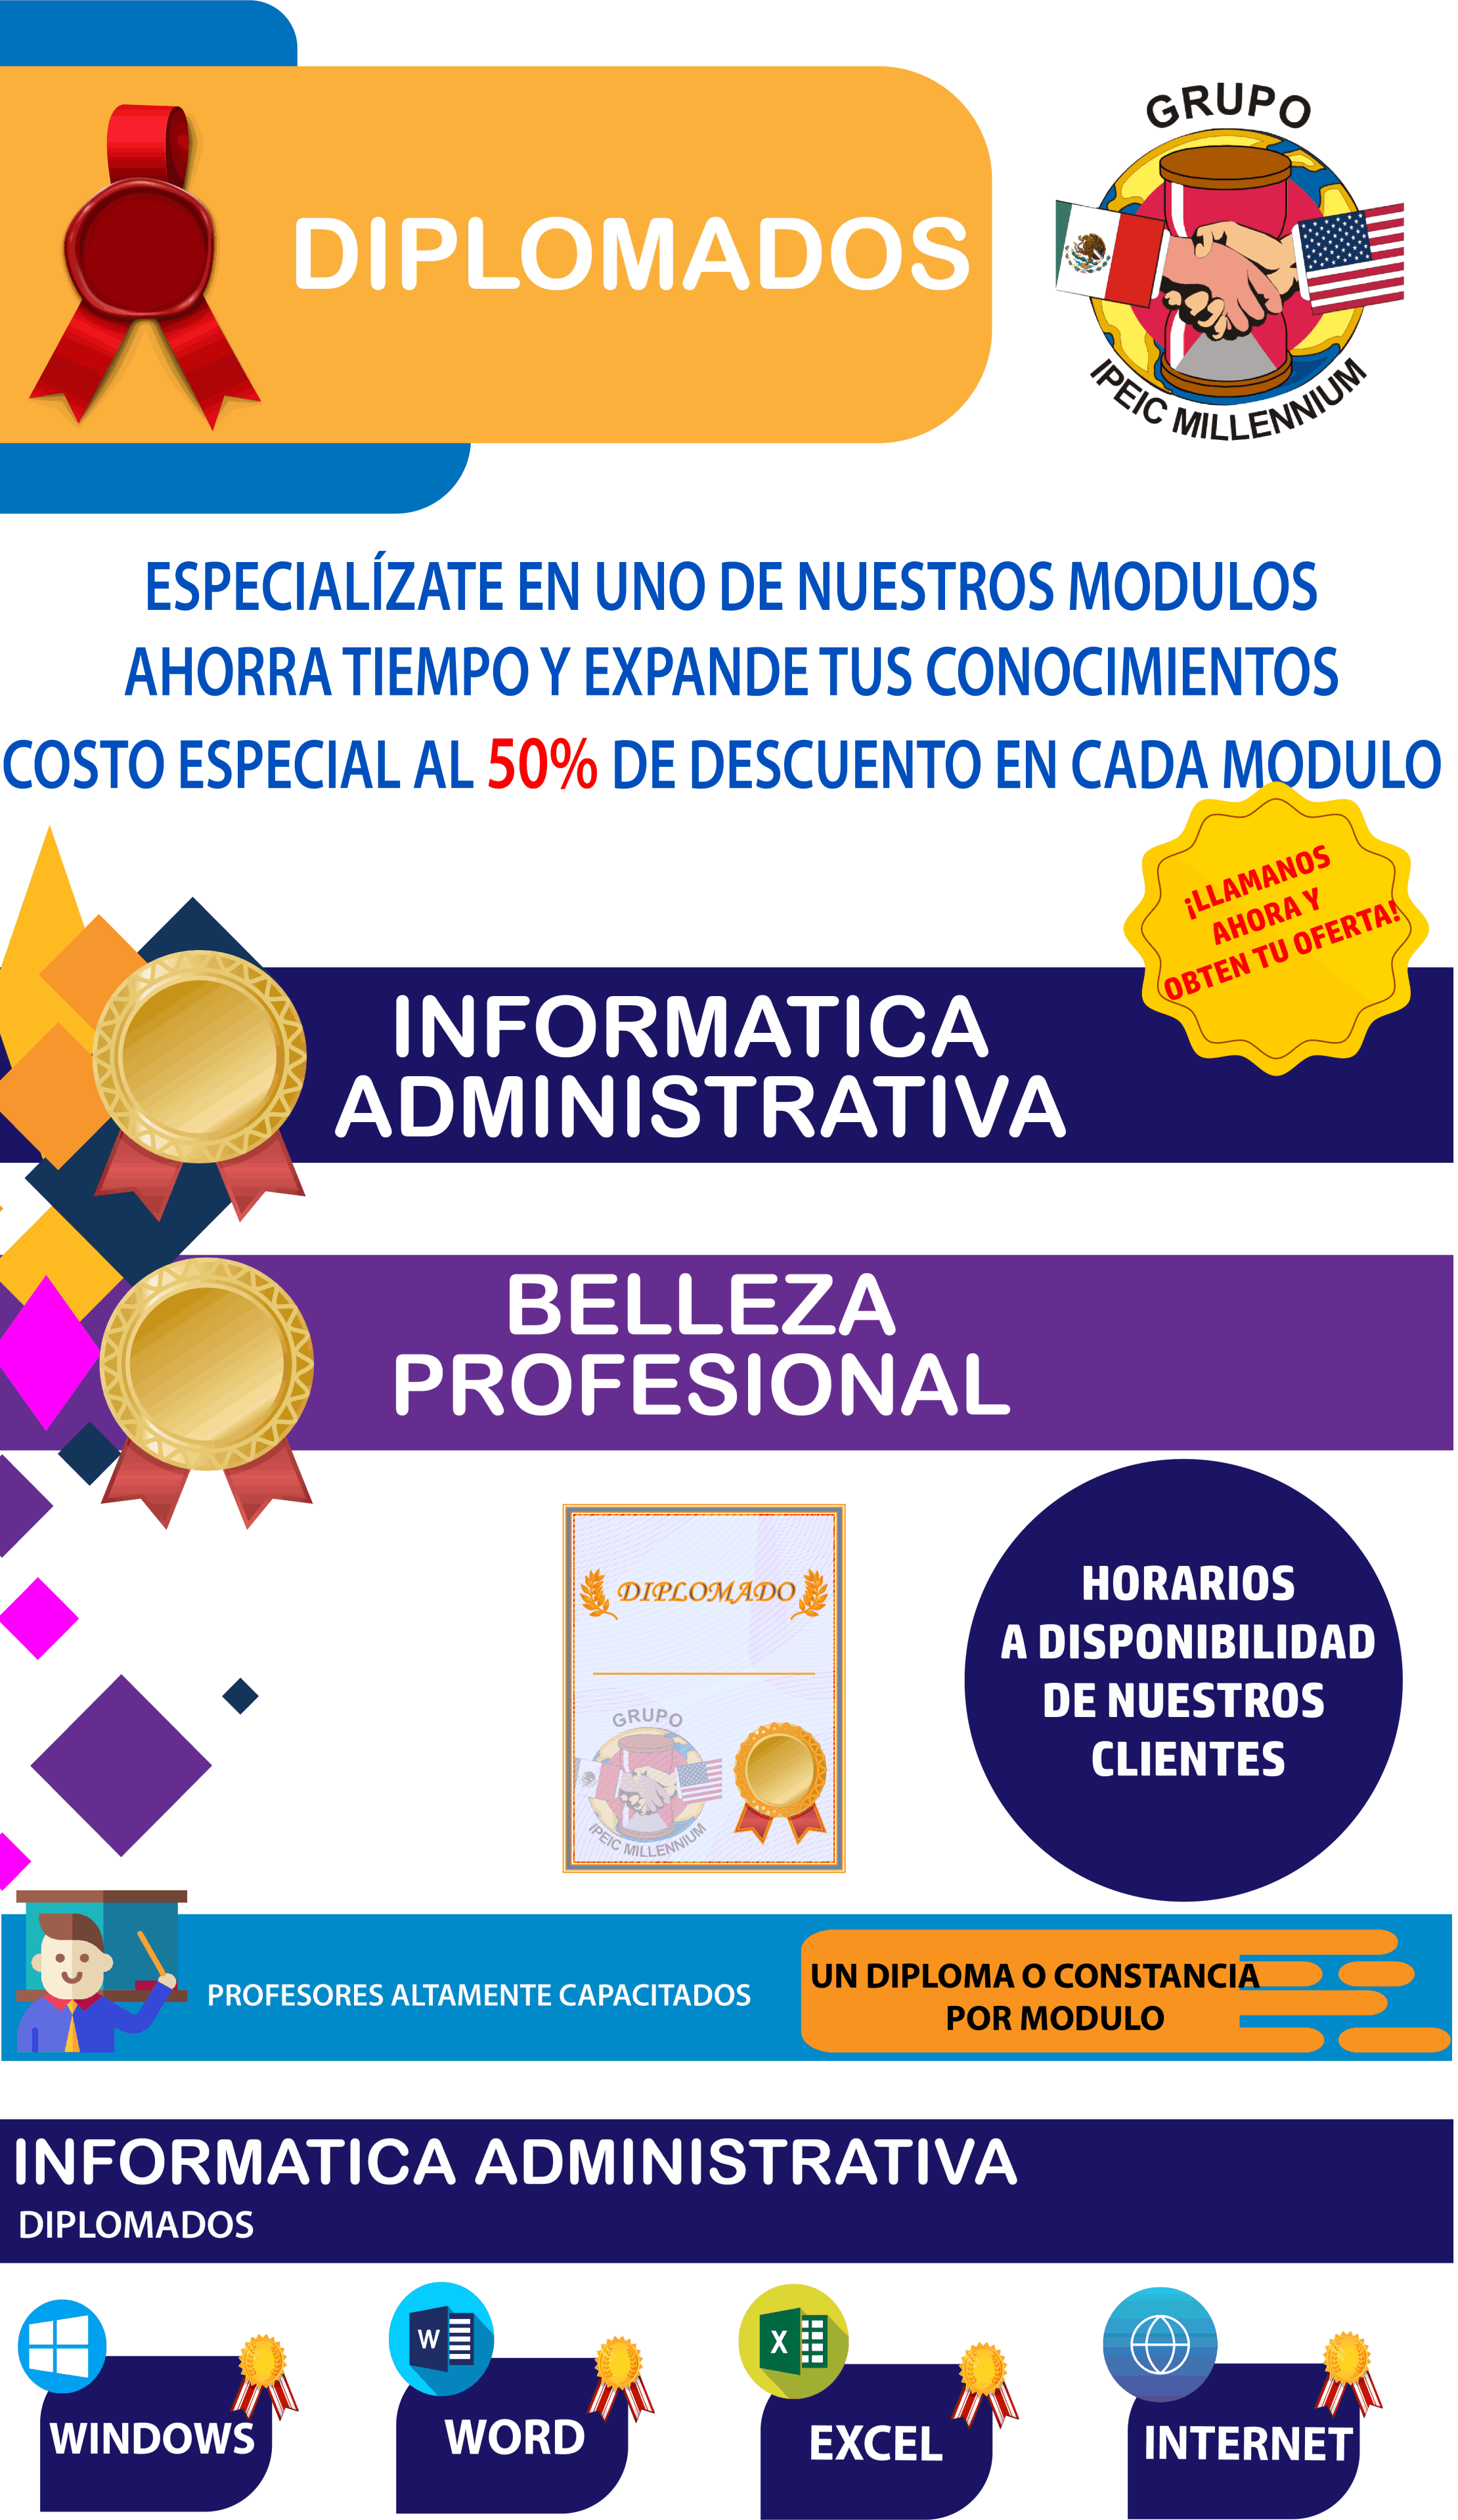 GRUPO
IPEIC MILLENNIUM
DIPLOMADOS
ESPECIALÍZATE EN UNO DE NUESTROS MODULOS
AHORRA TIEMPO Y EXPANDE TUS CONOCIMIENTOS
COSTO ESPECIAL AL 50% DE DESCUENTO EN CADA MODULO
¡LLAMANOS
AHORA Y
OBTEN TU OFERTA!
INFORMATICA
ADMINISTRATIVA
BELLEZA
PROFESIONAL
DIPLOMADO
GRUPO
IPEIC MILLENNIUM
HORARIOS
A DISPONIBILIDAD
DE NUESTROS
CLIENTES
PROFESORES ALTAMENTE CAPACITADOS
UN DIPLOMA O CONSTANCIA
POR MODULO
INFORMATICA ADMINISTRATIVA
DIPLOMADOS
W
X
WINDOWS
WORD
EXCEL
INTERNET